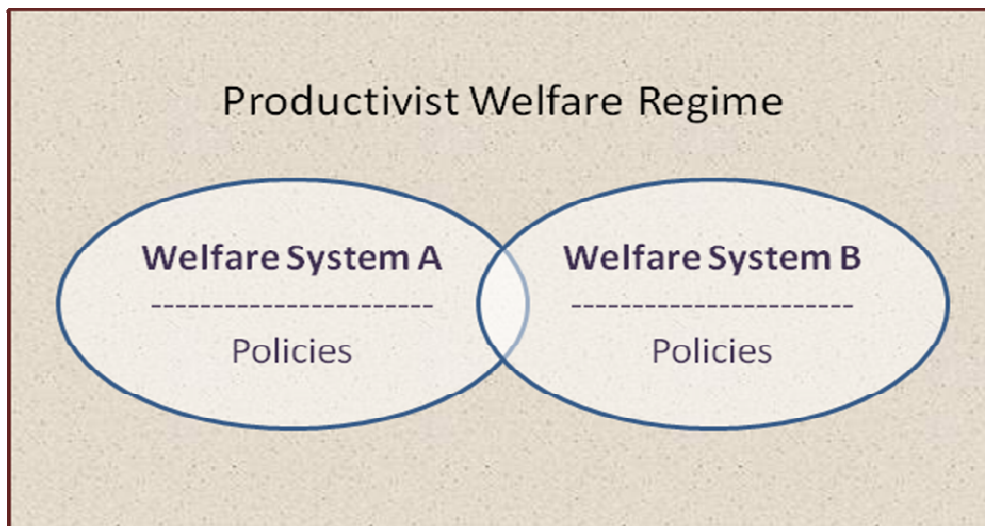 Productivist Welfare Regime
Welfare System A
-----------------------
Policies
Welfare System B
-----------------------
Policies